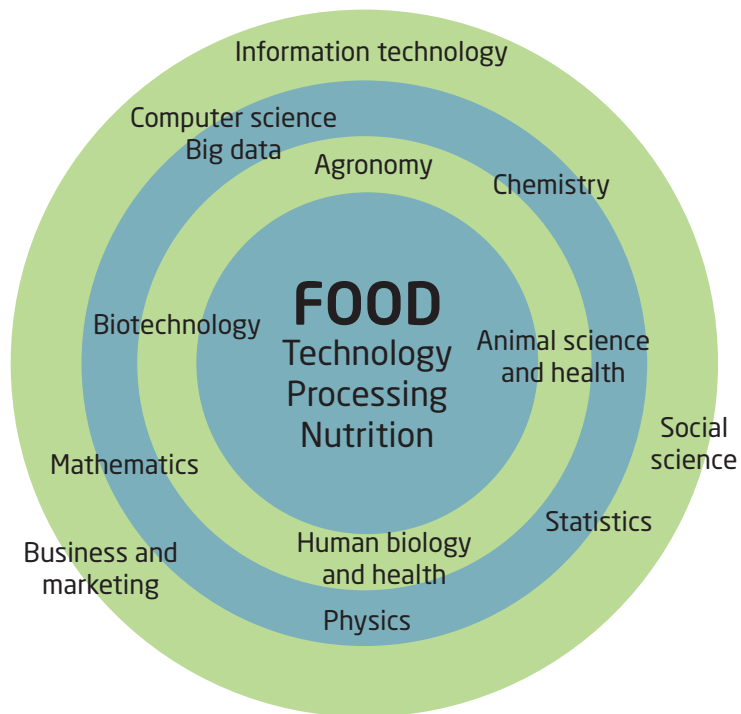 Information technology
Computer science
Big data
Agronomy
Chemistry
FOOD
Technology
Processing
Nutrition
Biotechnology
Animal science
and health
Social
science
Mathematics
Statistics
Business and
marketing
Human biology
and health
Physics